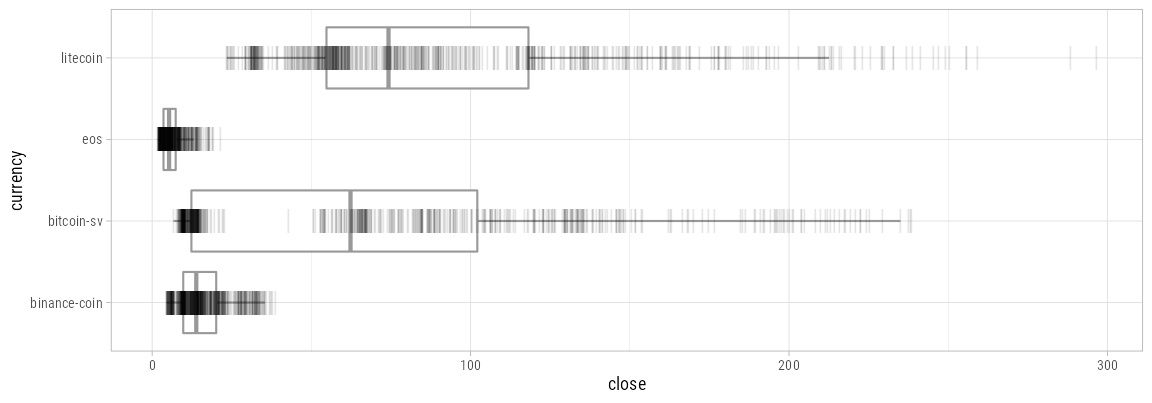 currency
litecoin
eos
bitcoin-sv
binance-coin
0 100 200 300
close